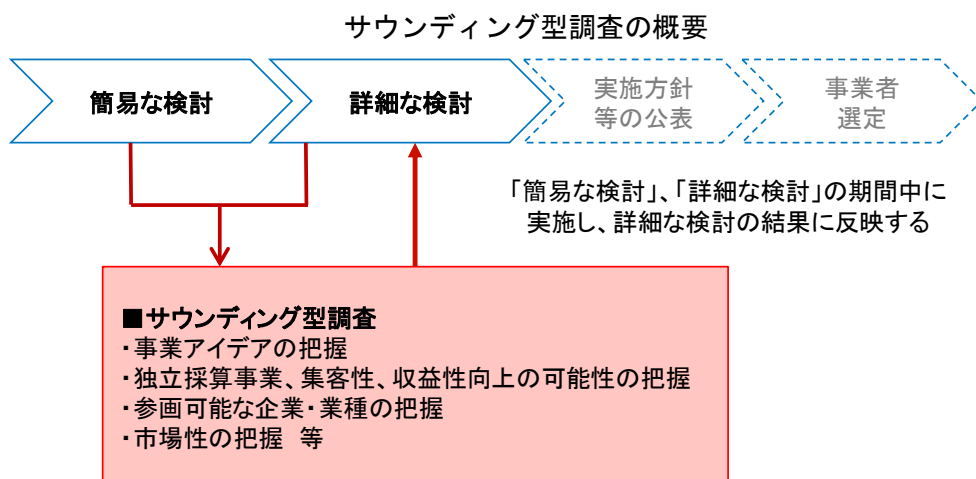 サウンディング型調査の概要
簡易な検討
詳細な検討
実施方針
等の公表
事業者
選定
「簡易な検討」、「詳細な検討」の期間中に
実施し、詳細な検討の結果に反映する
■サウンディング型調査
・事業アイデアの把握
・独立採算事業、集客性、収益性向上の可能性の把握
・参画可能な企業・業種の把握
・市場性の把握　等